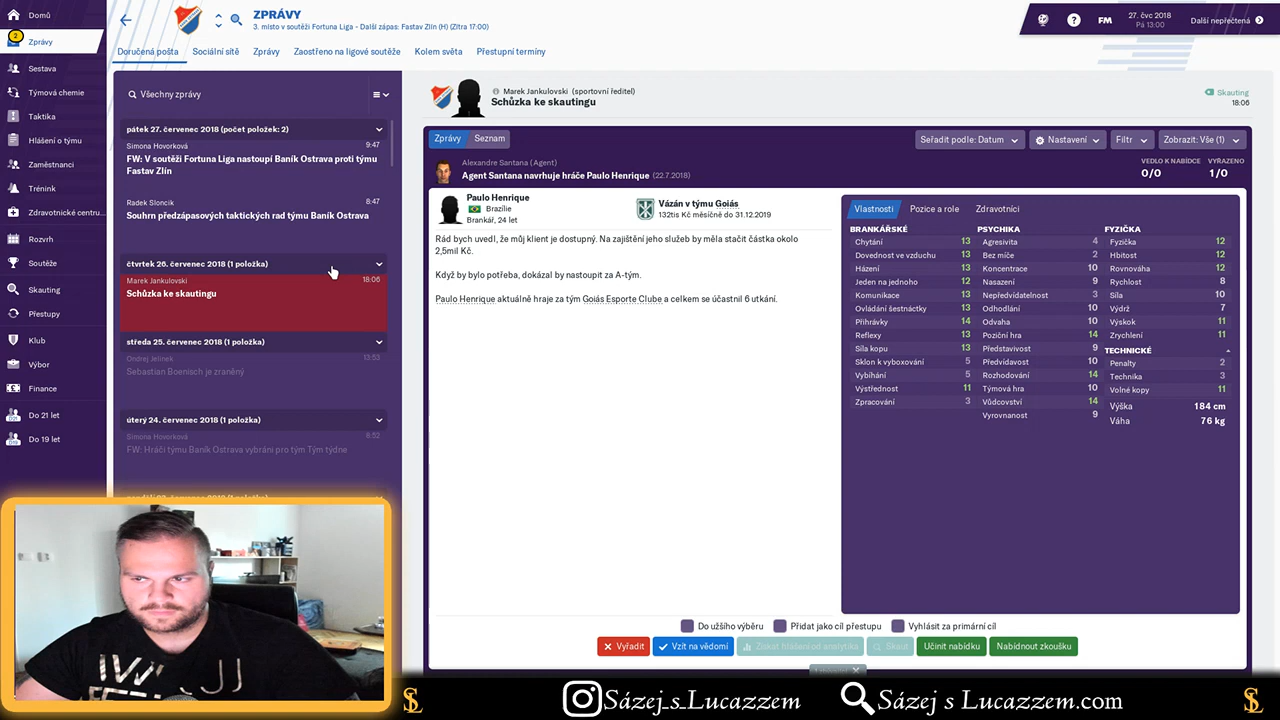 Domů
2
Zprávy
Sestava
Týmová chemie
Taktika
Hlášení o týmu
Zaměstnanci
Trénink
Zdravotnické centru...
Rozvrh
Soutěže
Skauting
Přestupy
Klub
Výbor
Finance
Do 21 let
Do 19 let
ZPRÁVY
3. místo v soutěži Fortuna Liga - Další zápas: Fastav Zlín (H) (Zítra 17:00)
FM
27. čvc 2018
Pá 13:00
Další nepřečtená
Doručená pošta
Sociální sítě
Zprávy
Zaostřeno na ligové soutěže
Kolem světa
Přestupní termíny
Všechny zprávy
pátek 27. červenec 2018 (počet položek: 2)
Simona Hovorková 9:47
FW: V soutěži Fortuna Liga nastoupí Baník Ostrava proti týmu
Fastav Zlín
Radek Sloncik 8:47
Souhrn předzápasových taktických rad týmu Baník Ostrava
čtvrtek 26. červenec 2018 (1 položka)
Marek Jankulovski 18:06
Schůzka ke skautingu
středa 25. červenec 2018 (1 položka)
Ondrej Jelinek 13:53
Sebastian Boenisch je zraněný
úterý 24. červenec 2018 (1 položka)
Simona Hovorková 8:52
FW: Hráči týmu Baník Ostrava vybráni pro tým Tým týdne
Marek Jankulovski (sportovní ředitel)
Schůzka ke skautingu
Skauting
18:06
Zprávy
Seznam
Seřadit podle: Datum
Nastavení
Filtr
Zobrazit: Vše (1)
Alexandre Santana (Agent)
Agent Santana navrhuje hráče Paulo Henrique (22.7.2018)
VEDLO K NABÍDCE VYŘAZENO
0/0 1/0
Paulo Henrique
Brazílie
Brankář, 24 let
Vázán v týmu Goiás
132tis Kč měsíčně do 31.12.2019
Rád bych uvedl, že můj klient je dostupný. Na zajištění jeho služeb by měla stačit částka okolo
2,5mil Kč.
Když by bylo potřeba, dokázal by nastoupit za A-tým.
Paulo Henrique aktuálně hraje za tým Goiás Esporte Clube a celkem se účastnil 6 utkání.
Vlastnosti
Pozice a role
Zdravotníci
BRANKÁŘSKÉ
Chytání 13
Dovednost ve vzduchu 13
Házení 13
Jeden na jednoho 12
Komunikace 13
Ovládání šestnáctky 13
Přihrávky 14
Reflexy 13
Síla kopu 13
Sklon k vyboxování 5
Vybíhání 5
Výstřednost 11
Zpracování 3
PSYCHIKA
Agresivita 4
Bez míče 2
Koncentrace 10
Nasazení 9
Nepředvídatelnost 3
Odhodlání 10
Odvaha 10
Poziční hra 14
Představivost 9
Předvídavost 10
Rozhodování 14
Týmová hra 10
Vůdcovství 14
Vyrovnanost 9
FYZIČKA
Fyzička 12
Hbitost 12
Rovnováha 12
Rychlost 8
Síla 10
Výdrž 7
Výskok 11
Zrychlení 11
TECHNICKÉ
Penalty 2
Technika 3
Volné kopy 11
Výška 184 cm
Váha 76 kg
Do užšího výběru
Přidat jako cíl přestupu
Vyhlásit za primární cíl
Vyřadit
Vzít na vědomí
Získat hlášení od analytika
Skaut
Učinit nabídku
Nabídnout zkoušku
Sázej_s_Lucazzem
Sázej s Lucazzem.com